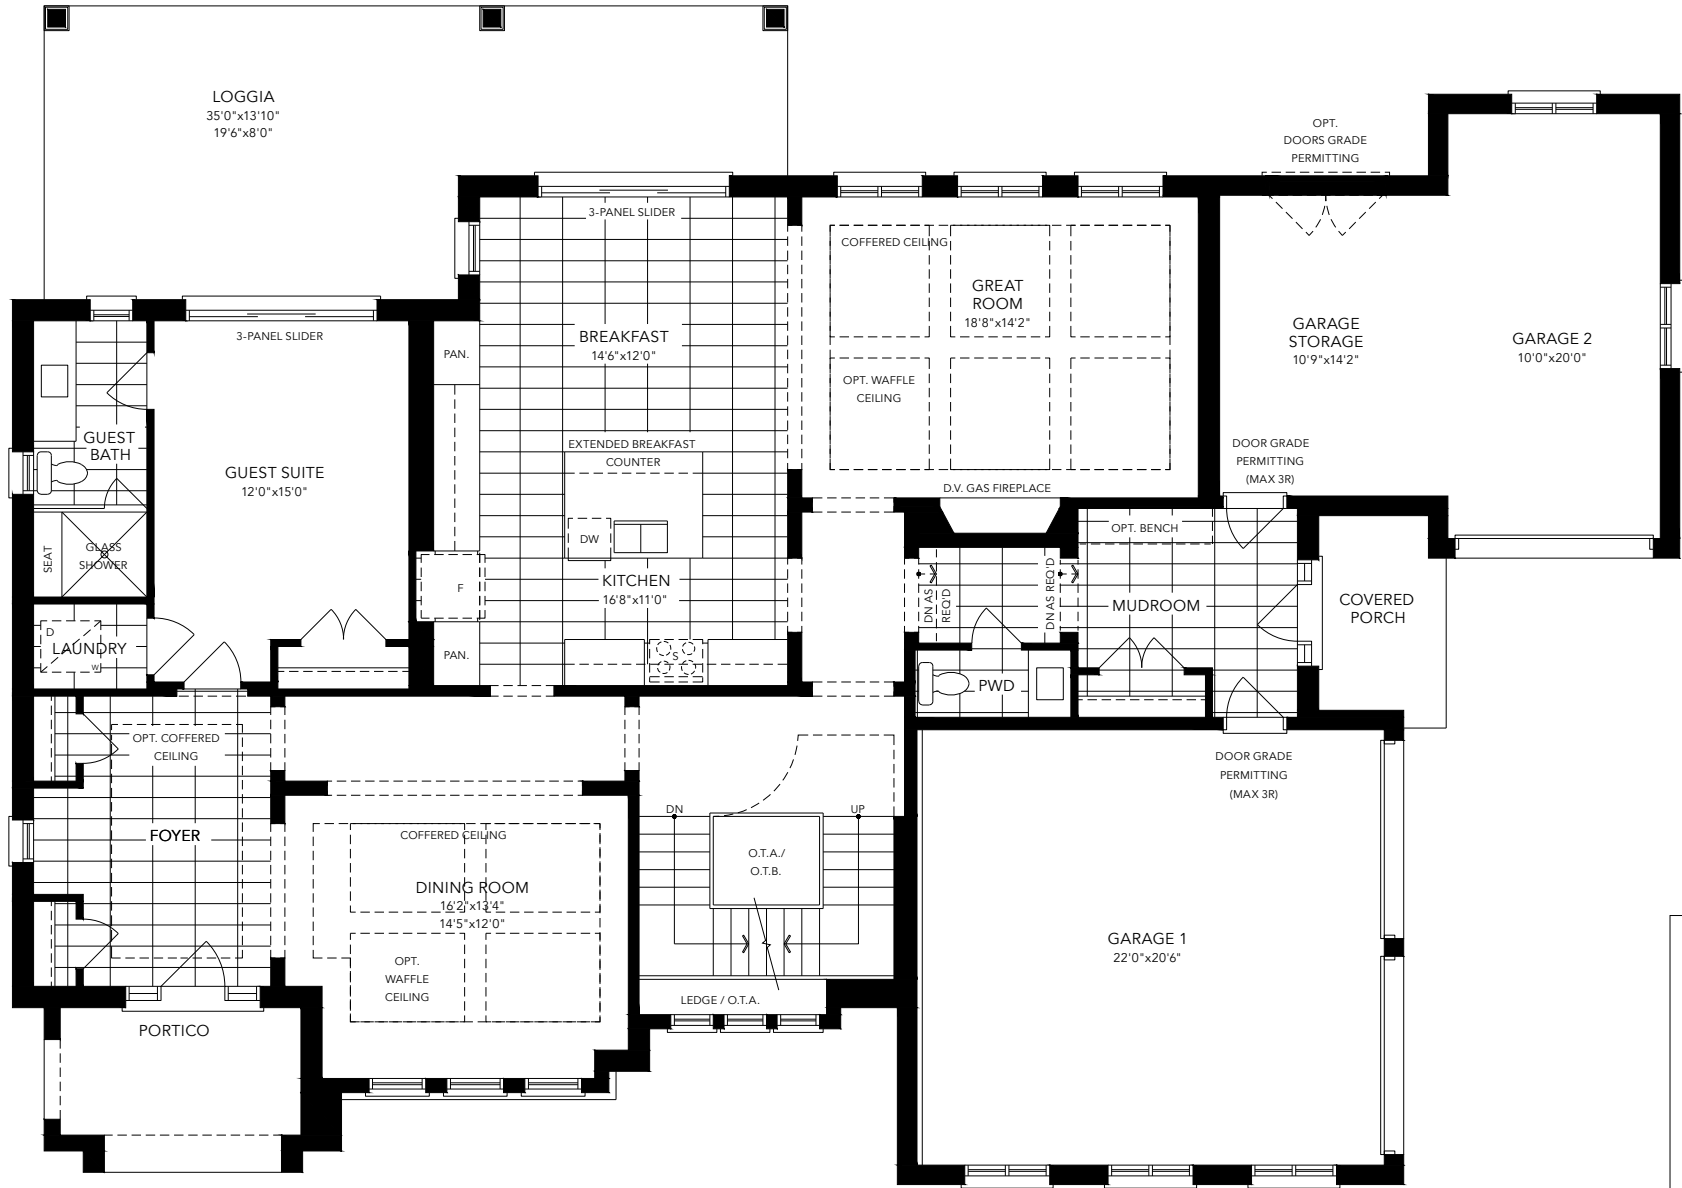 LOGGIA
35'0"x13'10"
19'6"x8'0"
OPT.
DOORS GRADE
PERMITTING
3-PANEL SLIDER
COFFERED CEILING
GREAT
ROOM
18'8"x14'2"
OPT. WAFFLE
CEILING
D.V. GAS FIREPLACE
GARAGE
STORAGE
10'9"x14'2"
GARAGE 2
10'0"x20'0"
3-PANEL SLIDER
PAN.
BREAKFAST
14'6"x12'0"
EXTENDED BREAKFAST
COUNTER
DW
F
KITCHEN
16'8"x11'0"
S
PAN.
GUEST
BATH
GUEST SUITE
12'0"x15'0"
SEAT
GLASS
SHOWER
D
LAUNDRY
W
DOOR GRADE
PERMITTING
(MAX 3R)
OPT. BENCH
DN AS
REQ'D
DN AS REQ'D
MUDROOM
COVERED
PORCH
PWD
OPT. COFFERED
CEILING
FOYER
COFFERED CEILING
DINING ROOM
16'2"x13'4"
14'5"x12'0"
OPT.
WAFFLE
CEILING
DN
UP
O.T.A./
O.T.B.
LEDGE / O.T.A.
DOOR GRADE
PERMITTING
(MAX 3R)
GARAGE 1
22'0"x20'6"
PORTICO